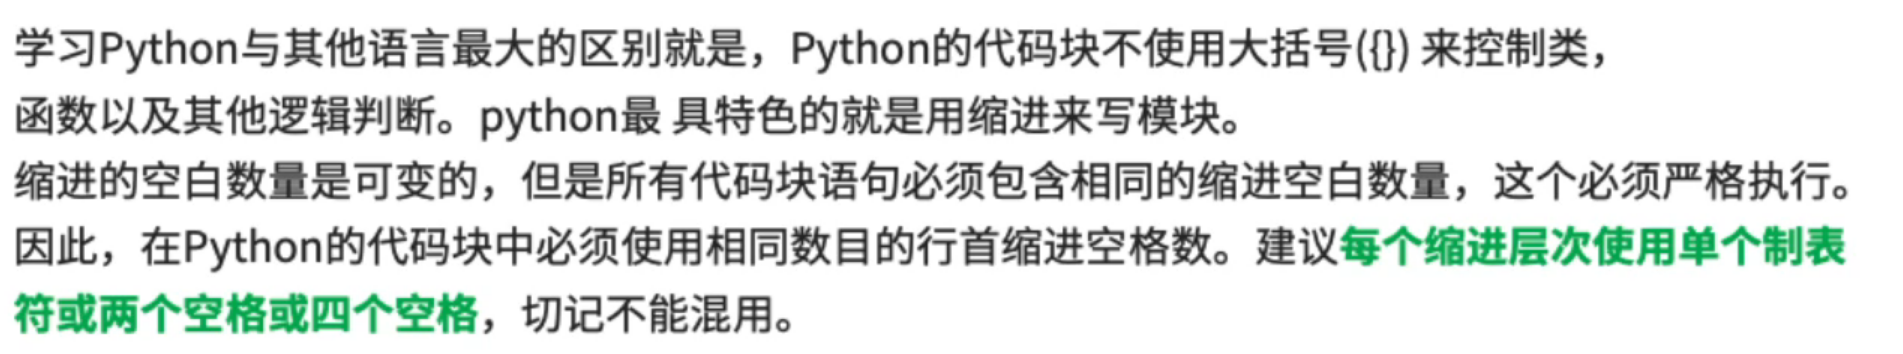 学习Python与其他语言最大的区别就是，Python的代码块不使用大括号({}) 来控制类，
函数以及其他逻辑判断。python最 具特色的就是用缩进来写模块。
缩进的空白数量是可变的，但是所有代码块语句必须包含相同的缩进空白数量，这个必须严格执行。
因此，在Python的代码块中必须使用相同数目的行首缩进空格数。建议每个缩进层次使用单个制表
符或两个空格或四个空格，切记不能混用。